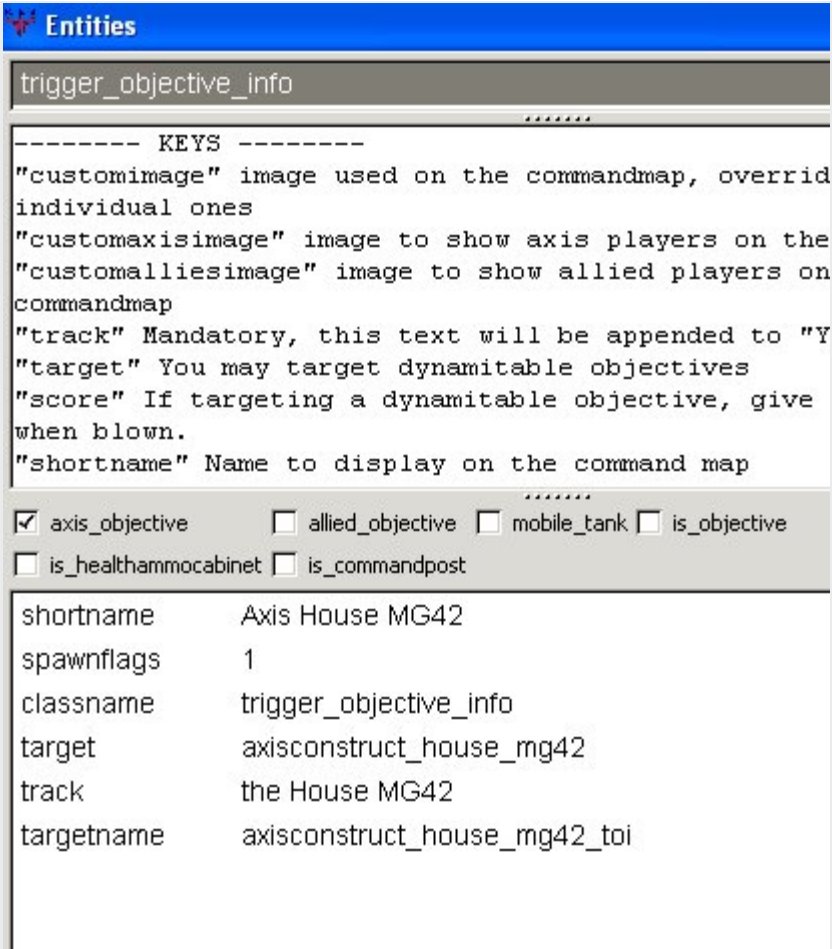 Entities
trigger_objective_info
-------- KEYS --------
"customimage" image used on the commandmap, overrid
individual ones
"customaxisimage" image to show axis players on the
"customalliesimage" image to show allied players on
commandmap
"track" Mandatory, this text will be appended to "Y
"target" You may target dynamitable objectives
"score" If targeting a dynamitable objective, give
when blown.
"shortname" Name to display on the command map
axis_objective allied_objective mobile_tank is_objective
is_healthammocabinet is_commandpost
shortname Axis House MG42
spawnflags 1
classname trigger_objective_info
target axisconstruct_house_mg42
track the House MG42
targetname axisconstruct_house_mg42_toi